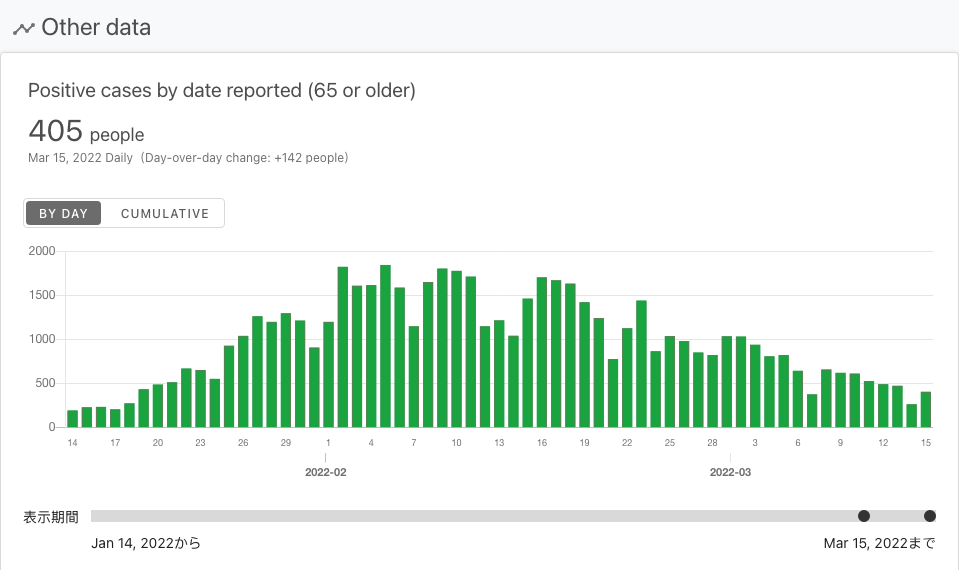 Other data
Positive cases by date reported (65 or older)
405 people
Mar 15, 2022 Daily (Day-over-day change: +142 people)
BY DAY CUMULATIVE
2000
1500
1000
500
0
14 17 20 23 26 29 1 4 7 10 13 16 19 22 25 28 3 6 9 12 15
2022-02 2022-03
表示期間
Jan 14, 2022から Mar 15, 2022まで